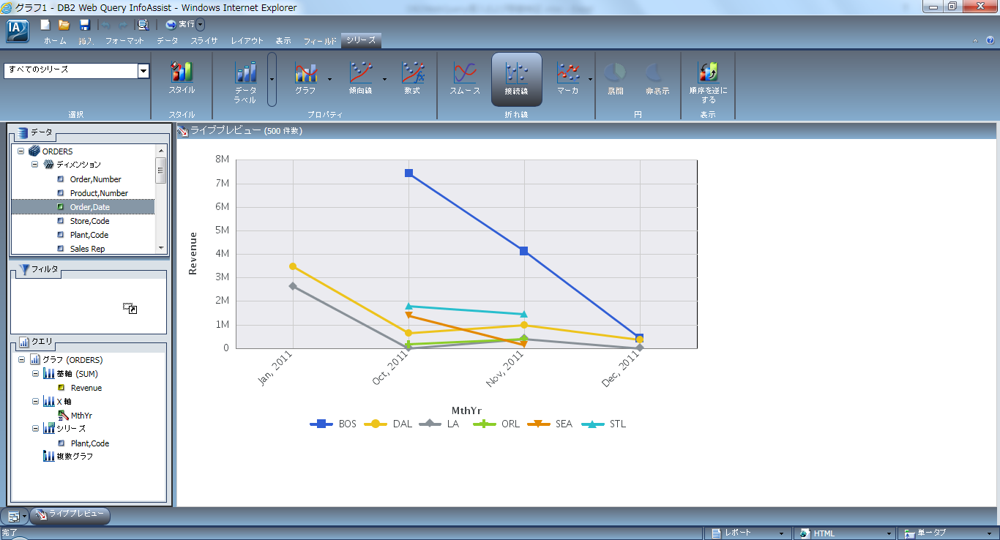 グラフ1 - DB2 Web Query InfoAssist - Windows Internet Explorer
IA
実行
ホーム 挿入 フォーマット データ スライサ レイアウト 表示 フィールド シリーズ
すべてのシリーズ
スタイル
データ
ラベル
グラフ
傾向線
数式
スムース
接続線
マーカ
展開
非表示
順序を逆に
する
選択 スタイル プロパティ 折れ線 円 表示
データ
ORDERS
ディメンション
Order,Number
Product,Number
Order,Date
Store,Code
Plant,Code
Sales Rep
フィルタ
クエリ
グラフ (ORDERS)
基軸 (SUM)
Revenue
X 軸
MthYr
シリーズ
Plant,Code
複数グラフ
ライブプレビュー (500 件数)
8M
7M
6M
5M
4M
3M
2M
1M
0
Revenue
Jan, 2011
Oct, 2011
Nov, 2011
Dec, 2011
MthYr
BOS DAL LA ORL SEA STL
ライブプレビュー
完了
レポート
HTML
単一タブ